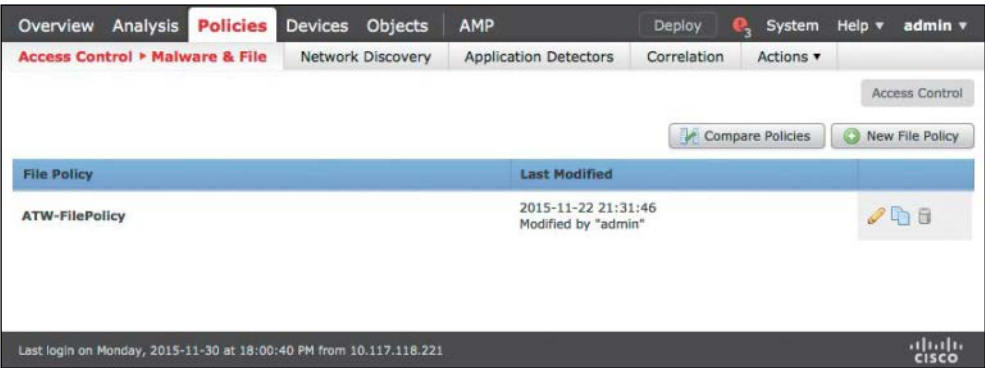 Overview Analysis Policies Devices Objects AMP Deploy 3 System Help ▾ admin ▾
Access Control ▸ Malware & File Network Discovery Application Detectors Correlation Actions ▾
Access Control
Compare Policies New File Policy
File Policy Last Modified
ATW-FilePolicy 2015-11-22 21:31:46
Modified by "admin"
Last login on Monday, 2015-11-30 at 18:00:40 PM from 10.117.118.221
CISCO